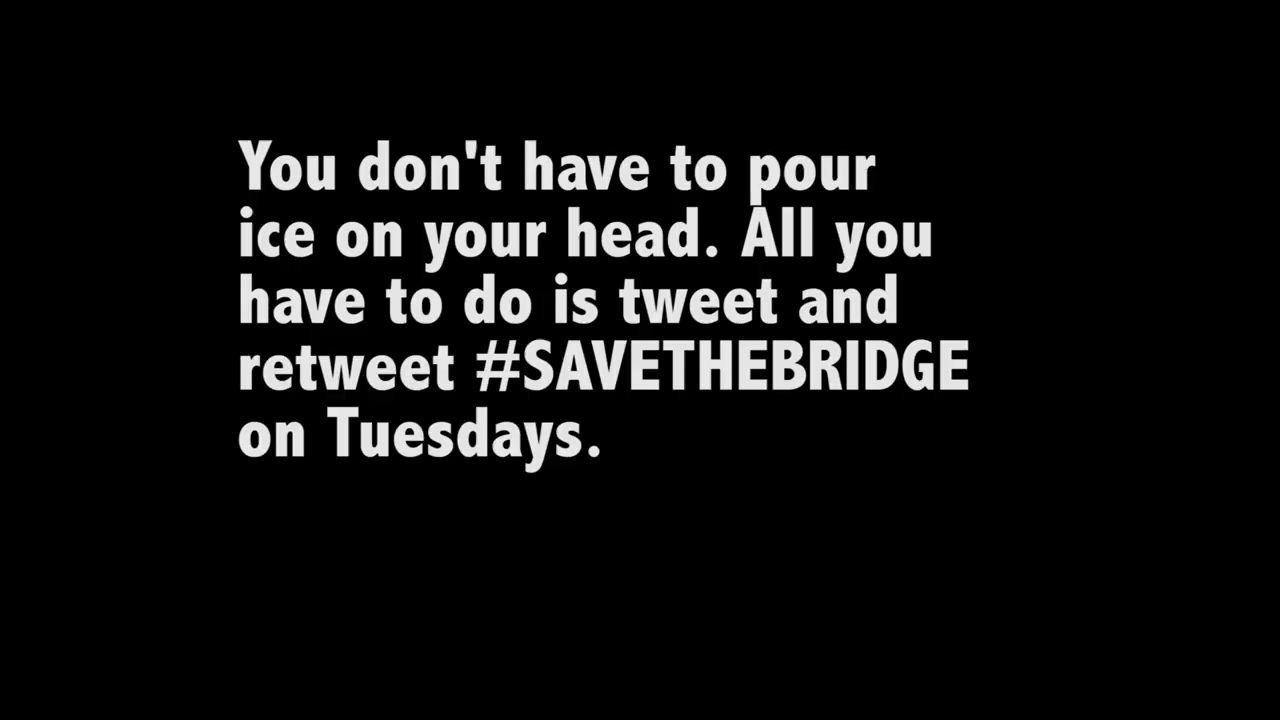 You don't have to pour
ice on your head. All you
have to do is tweet and
retweet #SAVETHEBRIDGE
on Tuesdays.